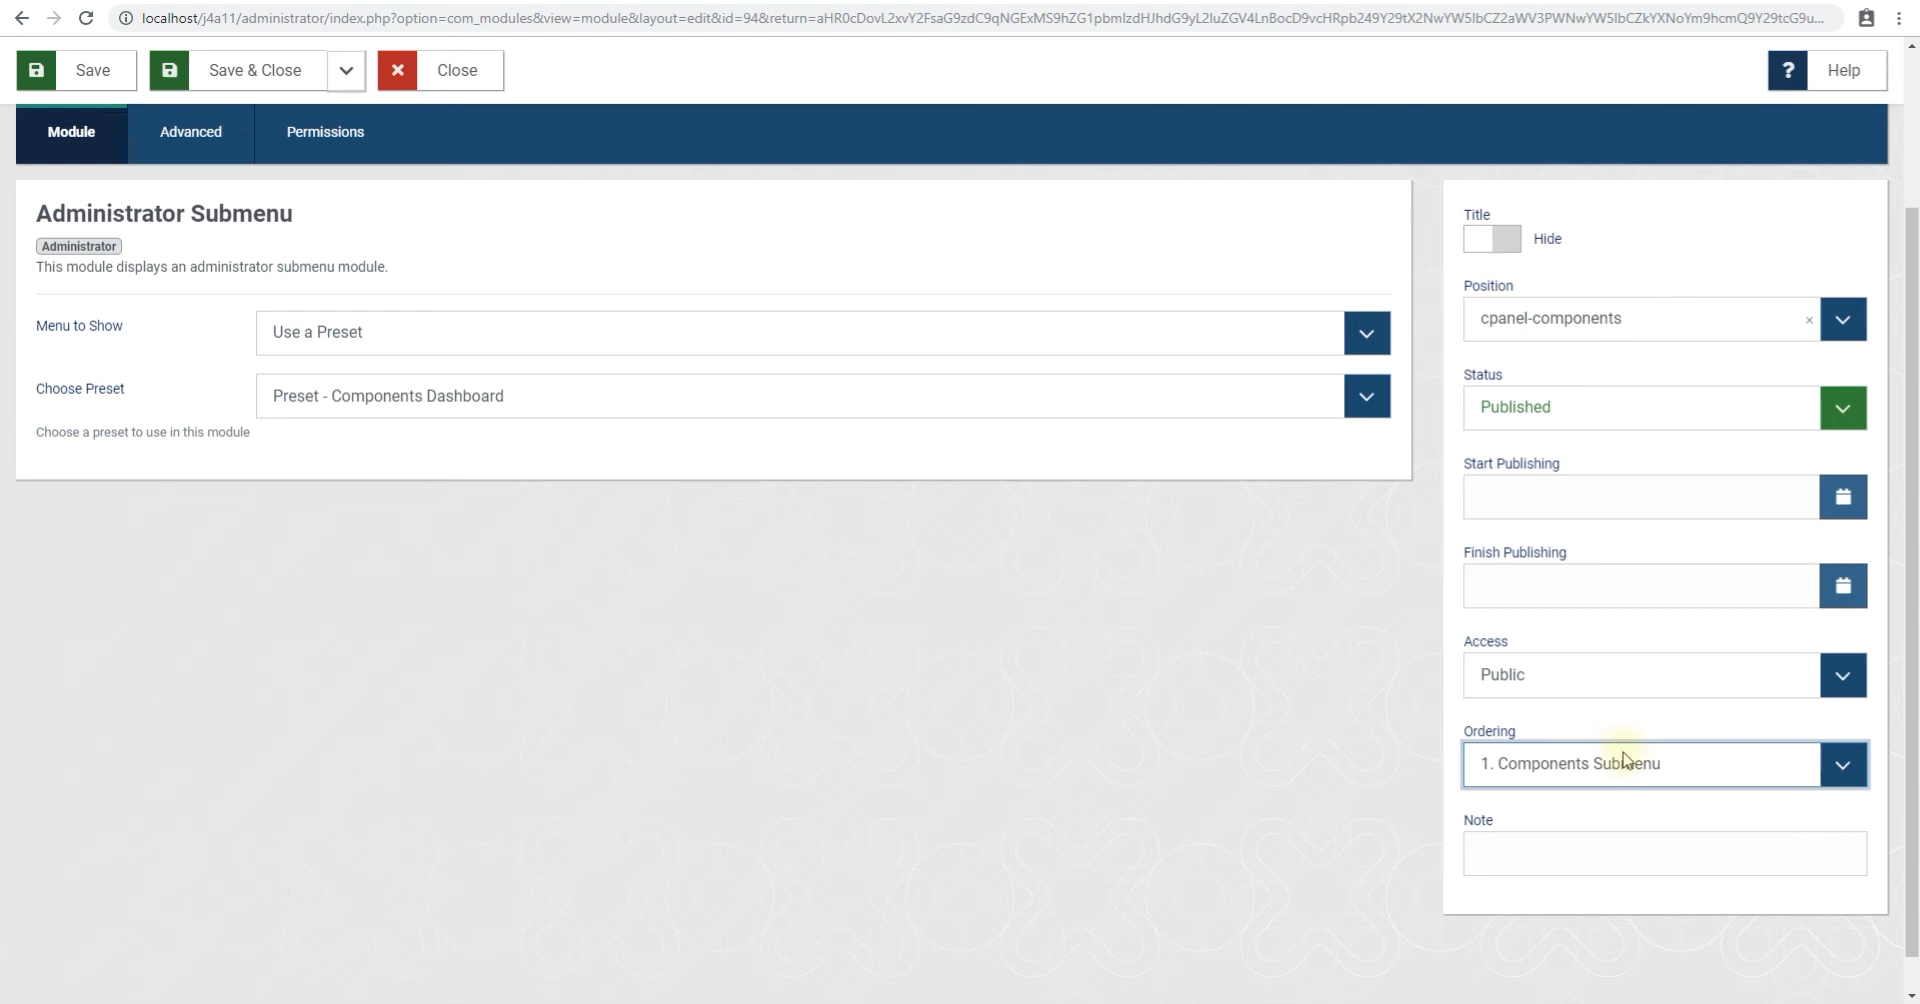 localhost/j4a11/administrator/index.php?option=com_modules&view=module&layout=edit&id=94&return=aHR0cDovL2xvY2FsaG9zdC9qNGExMS9hZG1pbmlzdHJhdG9yL2luZGV4LnBocD9vcHRpb249Y29tX2NwYW5lbCZ2aWV3PWNwYW5lbCZkYXNoYm9hcmQ9Y29tcG9u...
Save
Save & Close
Close
? Help
Module
Advanced
Permissions
Administrator Submenu
Administrator
This module displays an administrator submenu module.
Menu to Show
Use a Preset
Choose Preset
Preset - Components Dashboard
Choose a preset to use in this module
Title
Hide
Position
cpanel-components
Status
Published
Start Publishing
Finish Publishing
Access
Public
Ordering
1. Components Submenu
Note